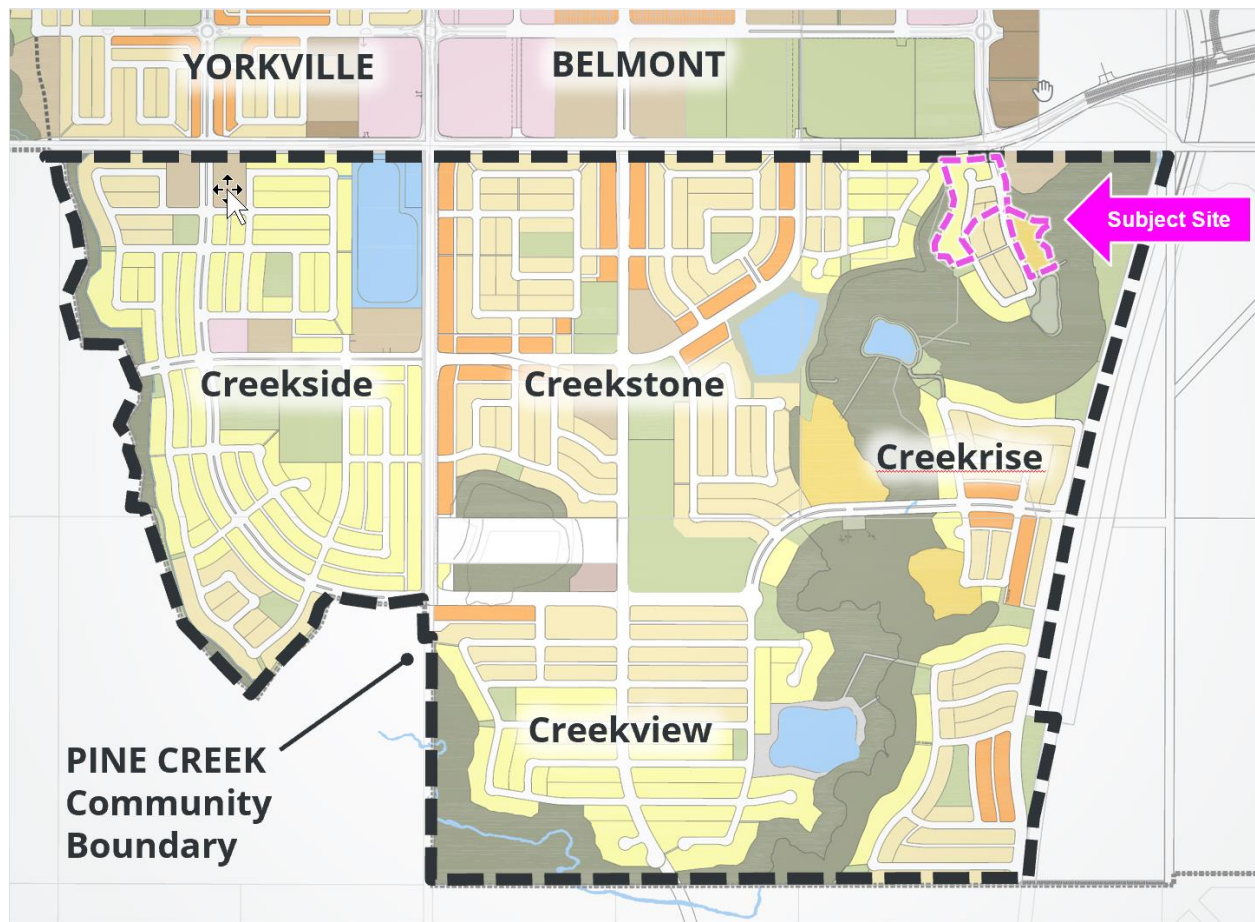 YORKVILLE
BELMONT
Subject Site
Creekside
Creekstone
Creekrise
Creekview
PINE CREEK
Community
Boundary